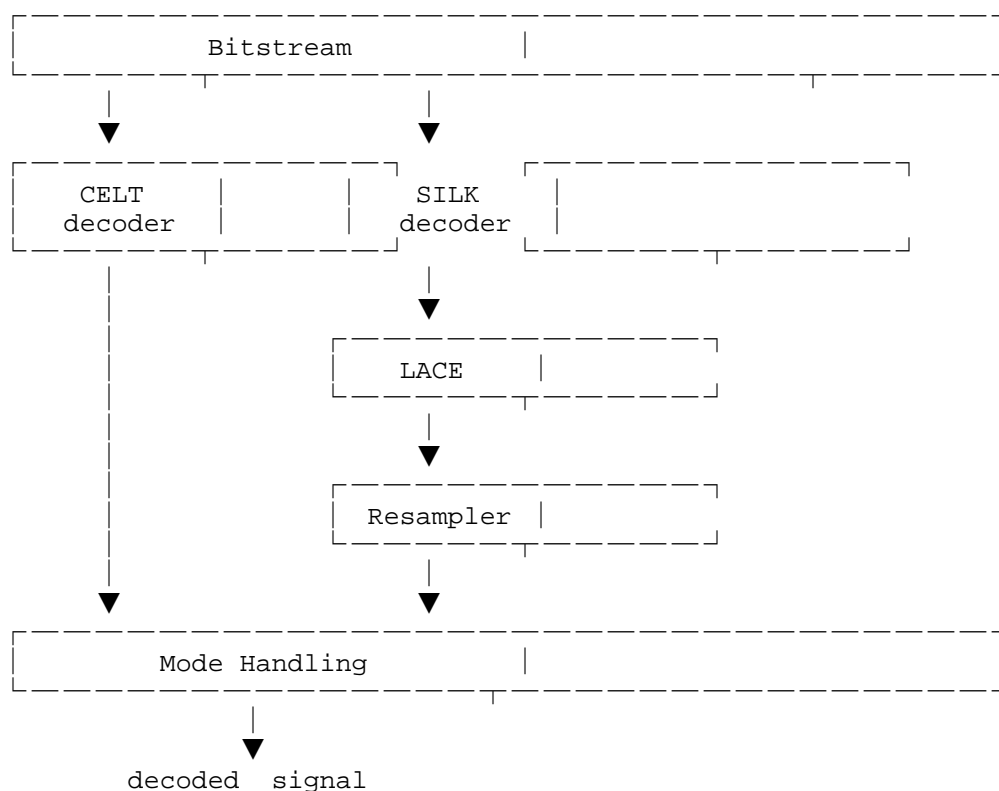 Bitstream
CELT SILK
decoder decoder
LACE
Resampler
Mode Handling
decoded signal